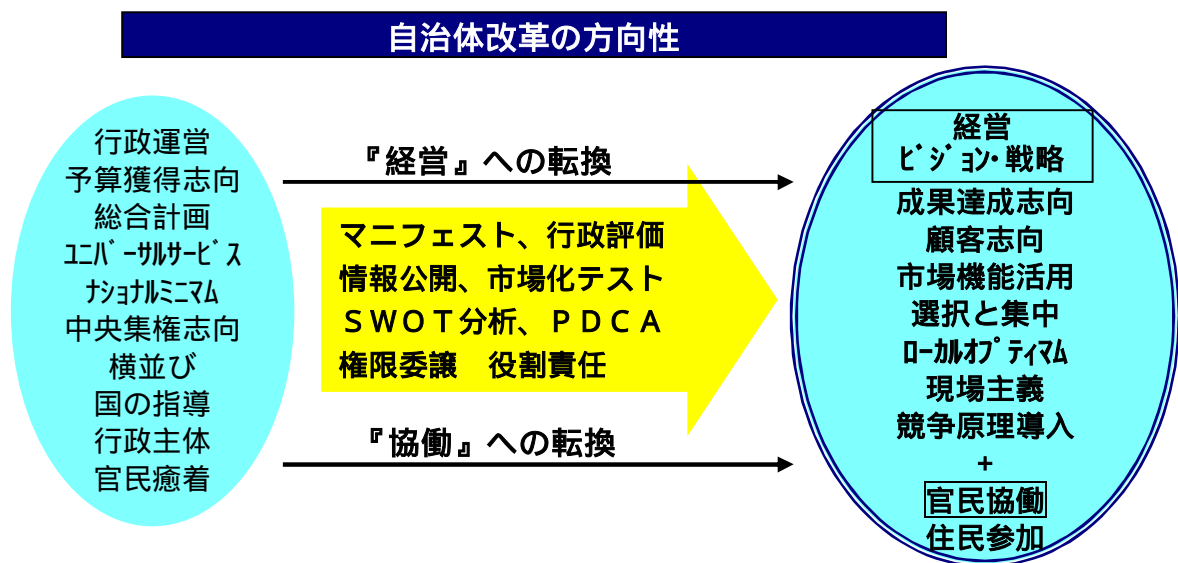 自治体改革の方向性
行政運営
予算獲得志向
総合計画
ﾕﾆﾊﾞｰｻﾙｻｰﾋﾞｽ
ﾅｼｮﾅﾙﾐﾆﾏﾑ
中央集権志向
横並び
国の指導
行政主体
官民癒着
『経営』への転換
マニフェスト、行政評価
情報公開、市場化テスト
ＳＷＯＴ分析、ＰＤＣＡ
権限委譲　役割責任
『協働』への転換
経営
ﾋﾞｼﾞｮﾝ・戦略
成果達成志向
顧客志向
市場機能活用
選択と集中
ﾛｰｶﾙｵﾌﾟﾃｨﾏﾑ
現場主義
競争原理導入
+
官民協働
住民参加